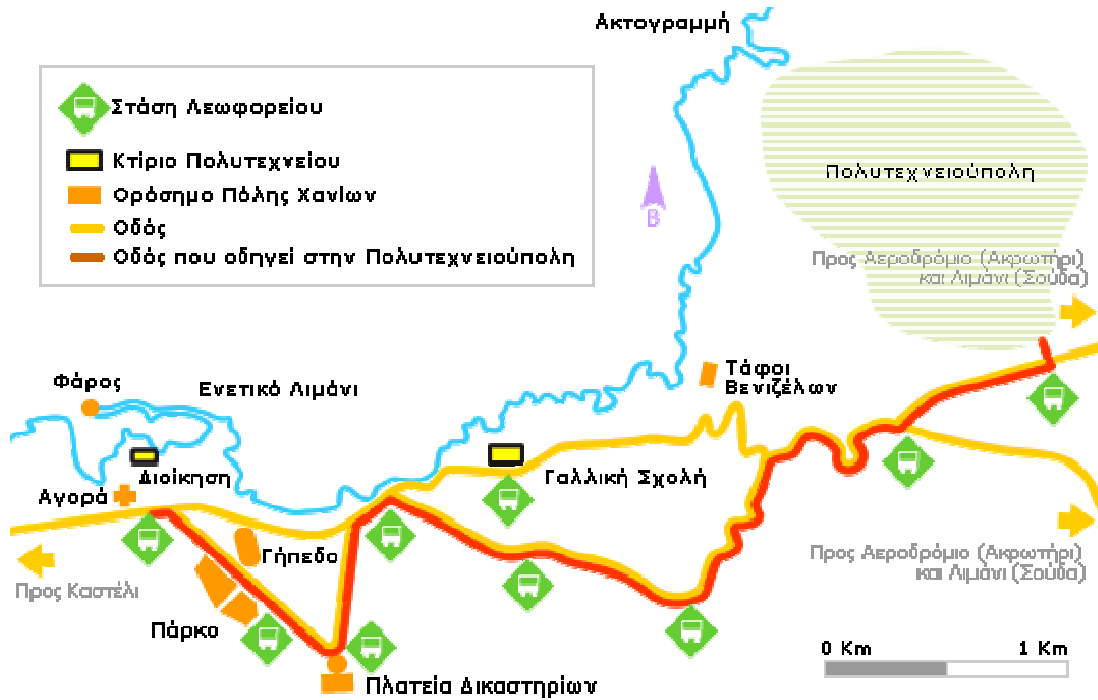 Ακτογραμμή
Στάση Λεωφορείου
Κτίριο Πολυτεχνείου
Ορόσημο Πόλης Χανίων
Οδός
Οδός που οδηγεί στην Πολυτεχνειούπολη
Β
Πολυτεχνειούπολη
Προς Αεροδρόμιο (Ακρωτήρι)
και Λιμάνι (Σούδα)
Τάφοι
Βενιζέλων
Φάρος
Ενετικό Λιμάνι
Διοίκηση
Αγορά
Γαλλική Σχολή
Γήπεδο
Προς Καστέλι
Πάρκο
Πλατεία Δικαστηρίων
Προς Αεροδρόμιο (Ακρωτήρι)
και Λιμάνι (Σούδα)
0 Km 1 Km